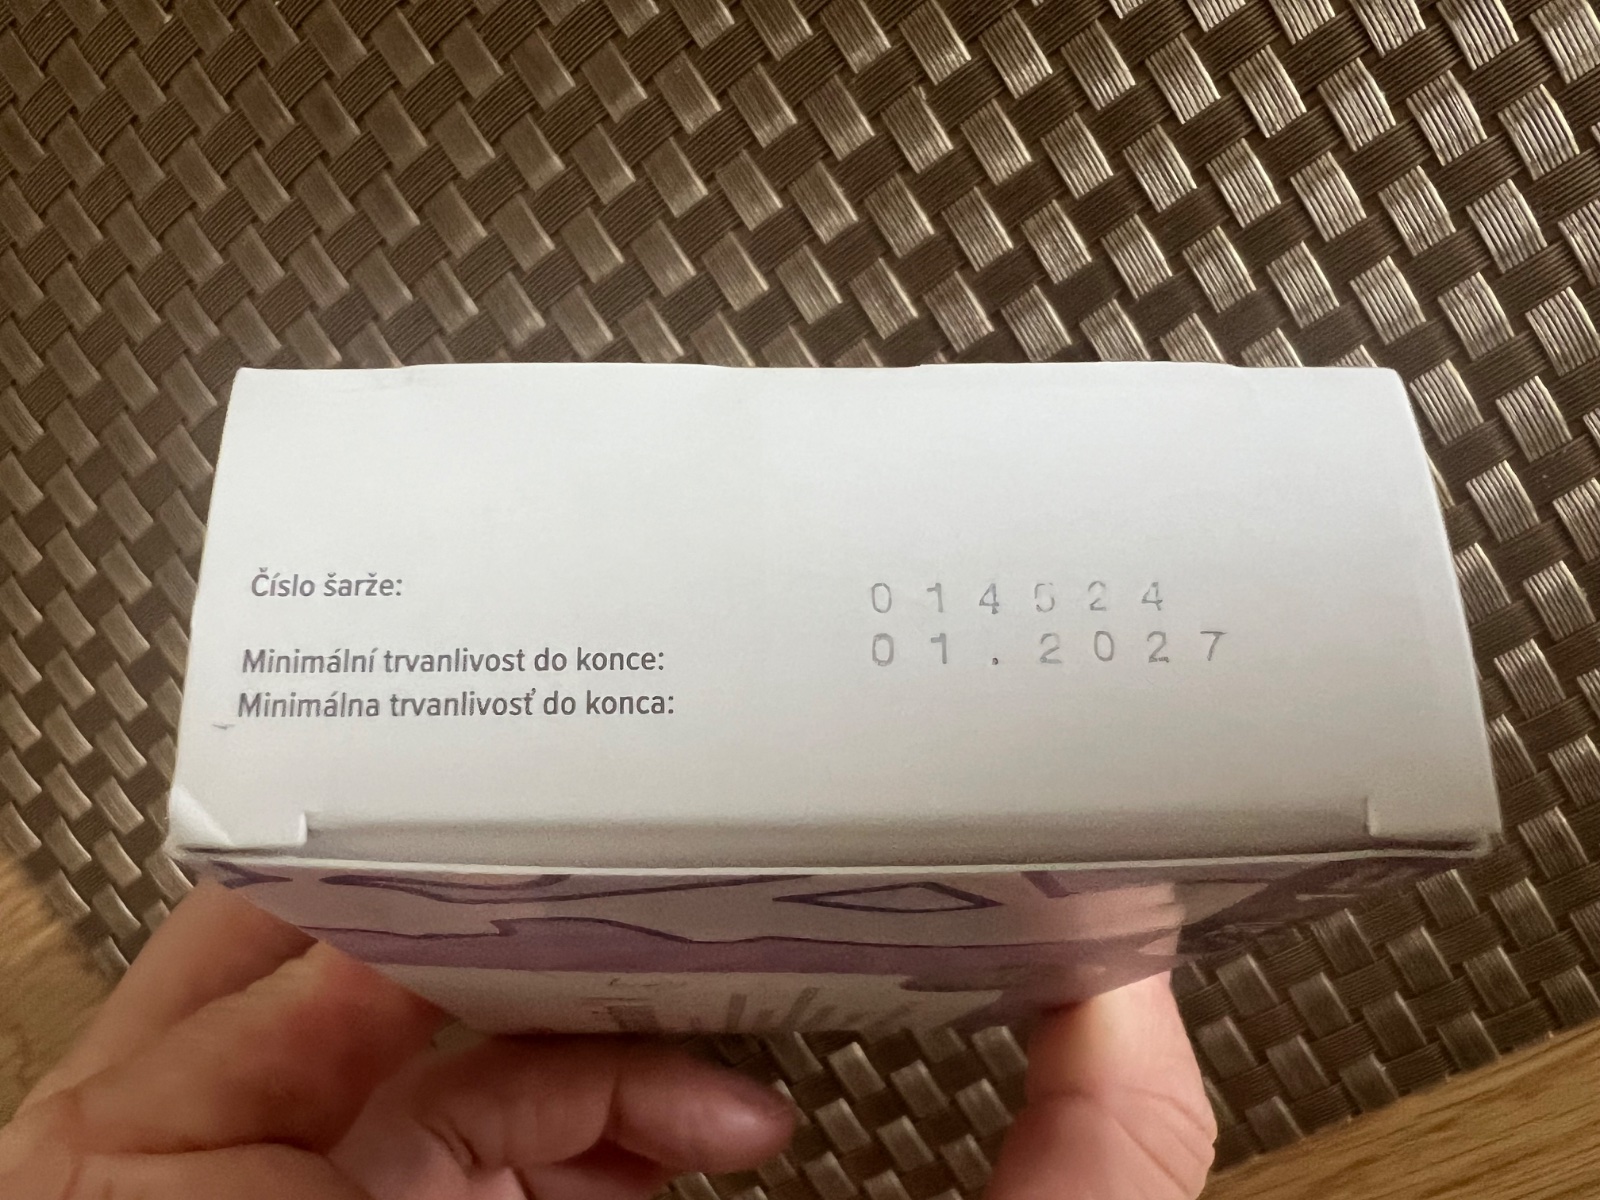 Číslo šarže:
014524
Minimální trvanlivost do konce:
01.2027
Minimálna trvanlivosť do konca: